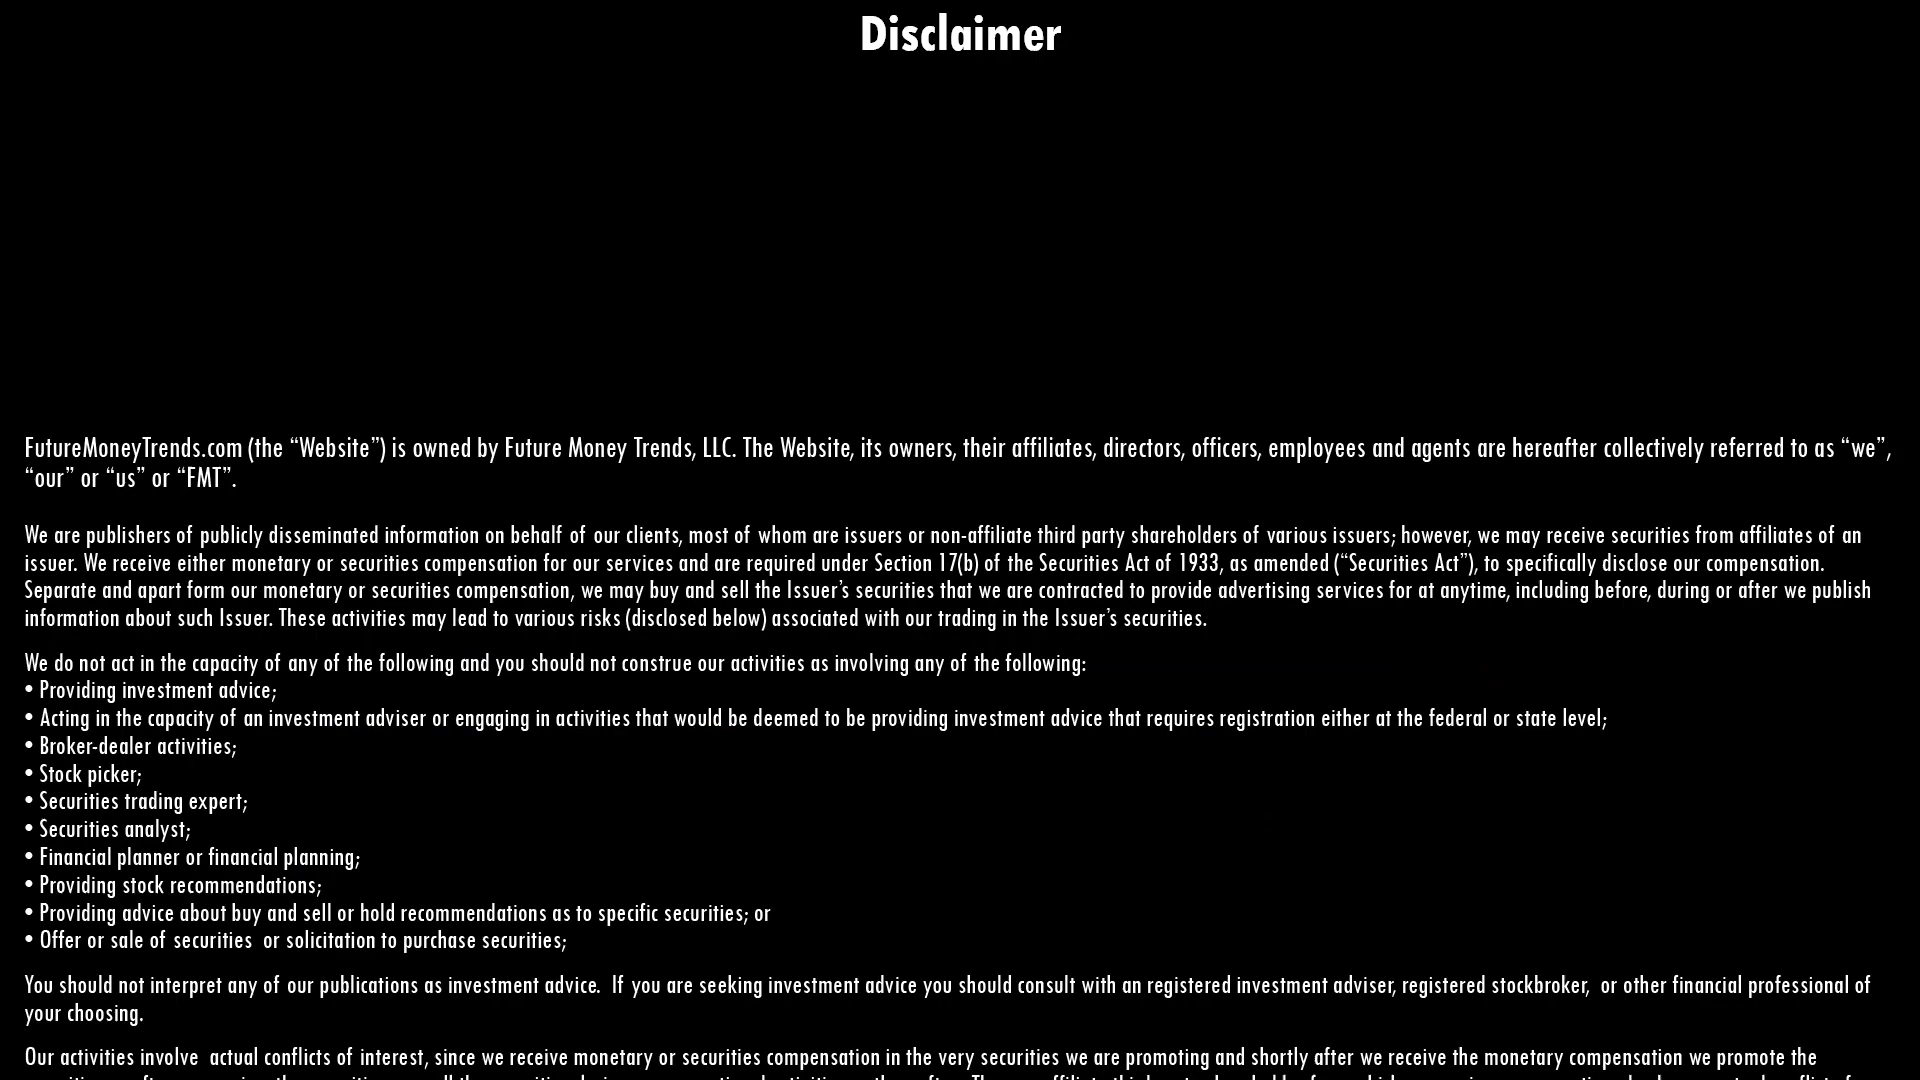 Disclaimer
FutureMoneyTrends.com (the “Website”) is owned by Future Money Trends, LLC. The Website, its owners, their affiliates, directors, officers, employees and agents are hereafter collectively referred to as “we”,
“our” or “us” or “FMT”.
We are publishers of publicly disseminated information on behalf of our clients, most of whom are issuers or non-affiliate third party shareholders of various issuers; however, we may receive securities from affiliates of an
issuer. We receive either monetary or securities compensation for our services and are required under Section 17(b) of the Securities Act of 1933, as amended (“Securities Act”), to specifically disclose our compensation.
Separate and apart form our monetary or securities compensation, we may buy and sell the Issuer’s securities that we are contracted to provide advertising services for at anytime, including before, during or after we publish
information about such Issuer. These activities may lead to various risks (disclosed below) associated with our trading in the Issuer’s securities.
We do not act in the capacity of any of the following and you should not construe our activities as involving any of the following:
• Providing investment advice;
• Acting in the capacity of an investment adviser or engaging in activities that would be deemed to be providing investment advice that requires registration either at the federal or state level;
• Broker-dealer activities;
• Stock picker;
• Securities trading expert;
• Securities analyst;
• Financial planner or financial planning;
• Providing stock recommendations;
• Providing advice about buy and sell or hold recommendations as to specific securities; or
• Offer or sale of securities or solicitation to purchase securities;
You should not interpret any of our publications as investment advice. If you are seeking investment advice you should consult with an registered investment adviser, registered stockbroker, or other financial professional of
your choosing.
Our activities involve actual conflicts of interest, since we receive monetary or securities compensation in the very securities we are promoting and shortly after we receive the monetary compensation we promote the